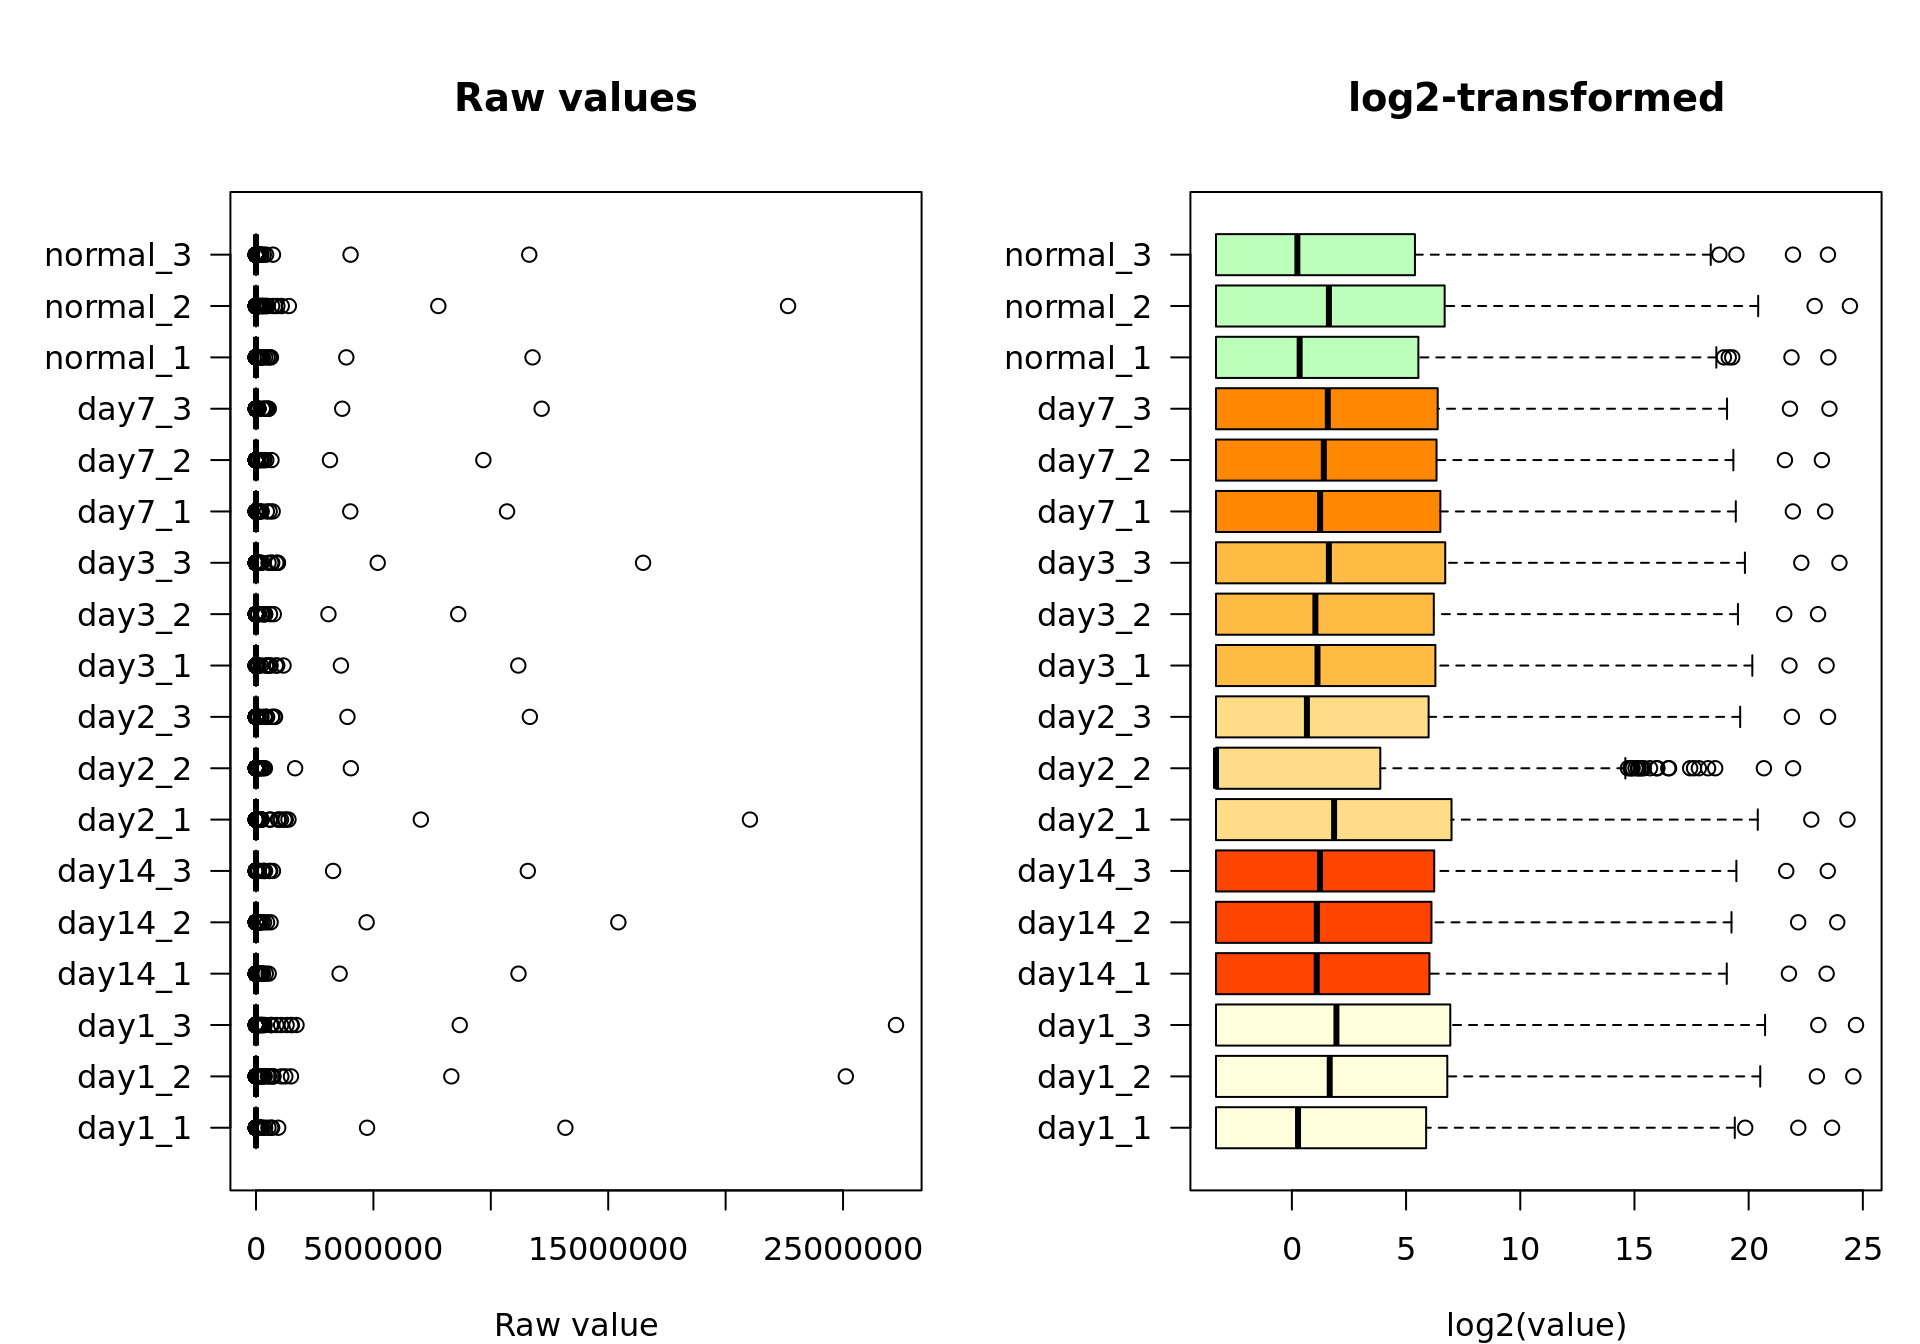 Raw values
normal_3
normal_2
normal_1
day7_3
day7_2
day7_1
day3_3
day3_2
day3_1
day2_3
day2_2
day2_1
day14_3
day14_2
day14_1
day1_3
day1_2
day1_1
0 5000000 15000000 25000000
Raw value
log2-transformed
normal_3
normal_2
normal_1
day7_3
day7_2
day7_1
day3_3
day3_2
day3_1
day2_3
day2_2
day2_1
day14_3
day14_2
day14_1
day1_3
day1_2
day1_1
0 5 10 15 20 25
log2(value)